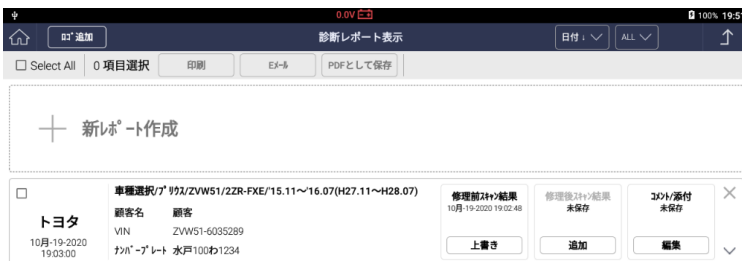 0.0V 100% 19:51
ﾛｺﾞ追加 診断レポート表示 日付↓ ALL
Select All 0 項目選択 印刷 Eﾒｰﾙ PDFとして保存
新ﾚﾎﾟｰﾄ作成
車種選択/ﾌﾟﾘｳｽ/ZVW51/2ZR-FXE/'15.11～'16.07(H27.11～H28.07)
トヨタ
10月-19-2020
19:03:00
顧客名 顧客
VIN ZVW51-6035289
ﾅﾝﾊﾞｰﾌﾟﾚｰﾄ 水戸100わ1234
修理前ｽｷｬﾝ結果
10月-19-2020 19:02:48
上書き
修理後ｽｷｬﾝ結果
未保存
追加
ｺﾒﾝﾄ/添付
未保存
編集